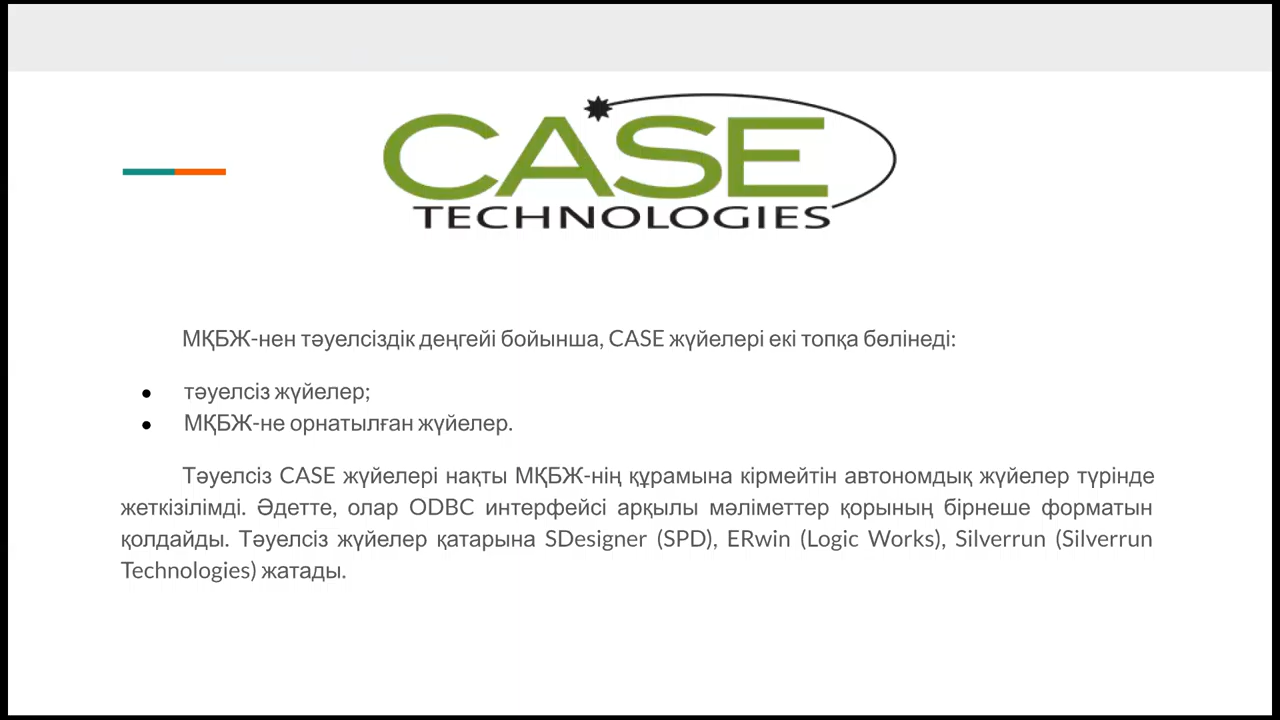 CASE
TECHNOLOGIES
МҚБЖ-нен тәуелсіздік деңгейі бойынша, CASE жүйелері екі топқа бөлінеді:
● тәуелсіз жүйелер;
● МҚБЖ-не орнатылған жүйелер.
Тәуелсіз CASE жүйелері нақты МҚБЖ-нің құрамына кірмейтін автономдық жүйелер түрінде
жеткізілімді. Әдетте, олар ODBC интерфейсі арқылы мәліметтер қорының бірнеше форматын
қолдайды. Тәуелсіз жүйелер қатарына SDesigner (SPD), ERwin (Logic Works), Silverrun (Silverrun
Technologies) жатады.